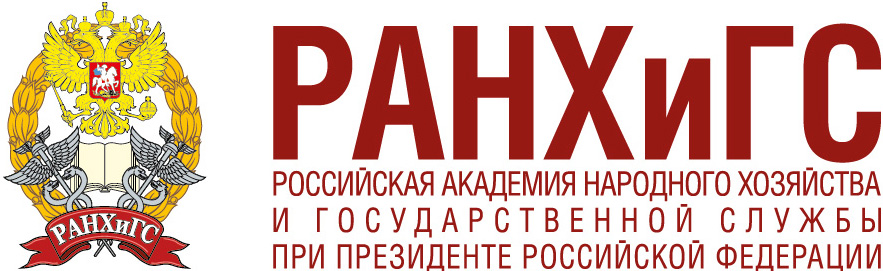 РАНХиГС
РАНХиГС
РОССИЙСКАЯ АКАДЕМИЯ НАРОДНОГО ХОЗЯЙСТВА
И ГОСУДАРСТВЕННОЙ СЛУЖБЫ
ПРИ ПРЕЗИДЕНТЕ РОССИЙСКОЙ ФЕДЕРАЦИИ